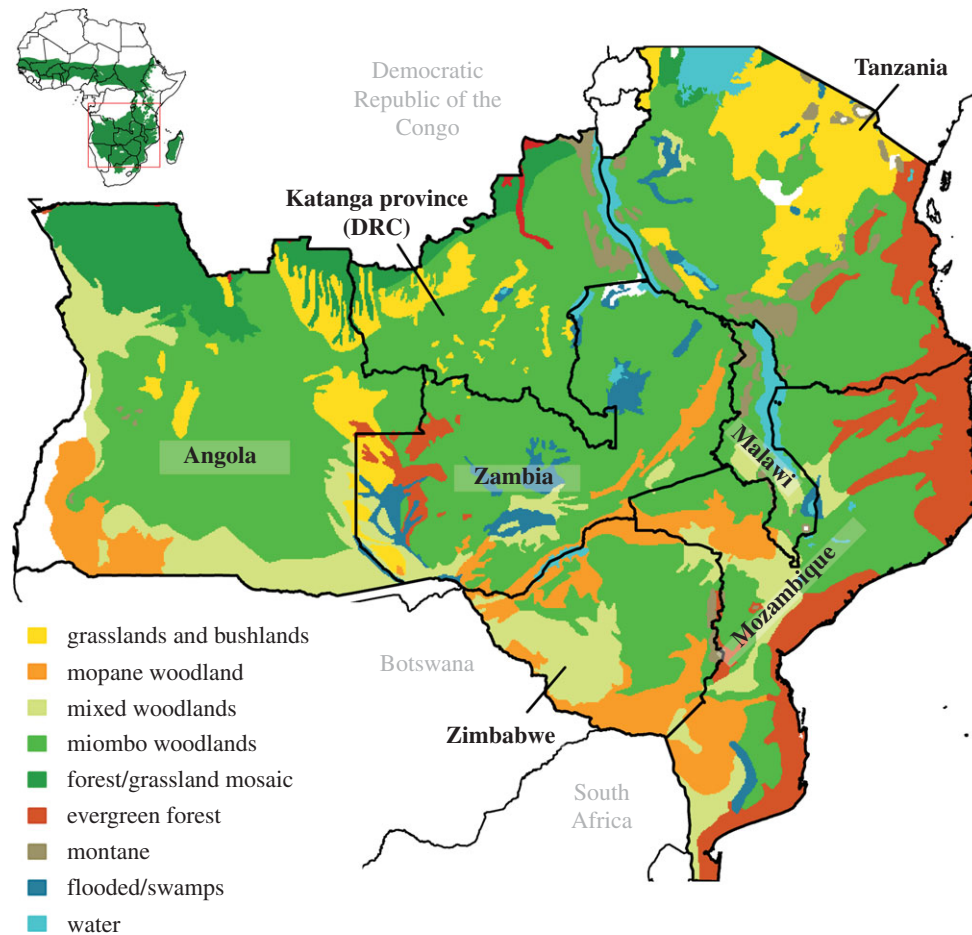 Democratic
Republic of the
Congo
Tanzania
Katanga province
(DRC)
Angola
Zambia
Malawi
Mozambique
Botswana
Zimbabwe
South
Africa
grasslands and bushlands
mopane woodland
mixed woodlands
miombo woodlands
forest/grassland mosaic
evergreen forest
montane
flooded/swamps
water